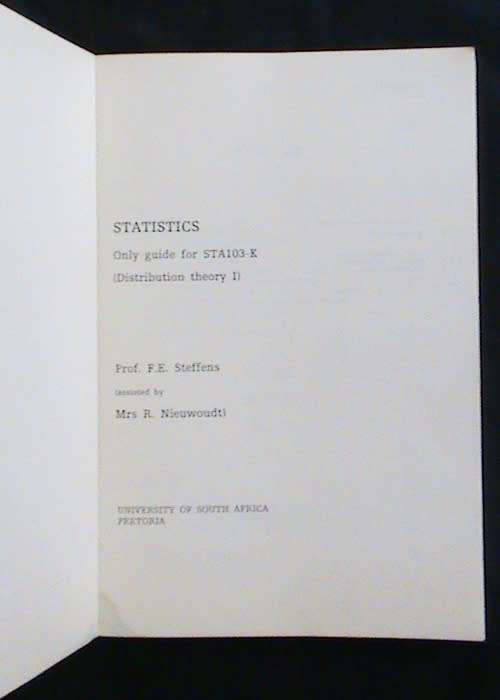 STATISTICS
Only guide for STA103-K
(Distribution theory I)
Prof. F.E. Steffens
(assisted by
Mrs R. Nieuwoudt)
UNIVERSITY OF SOUTH AFRICA
PRETORIA